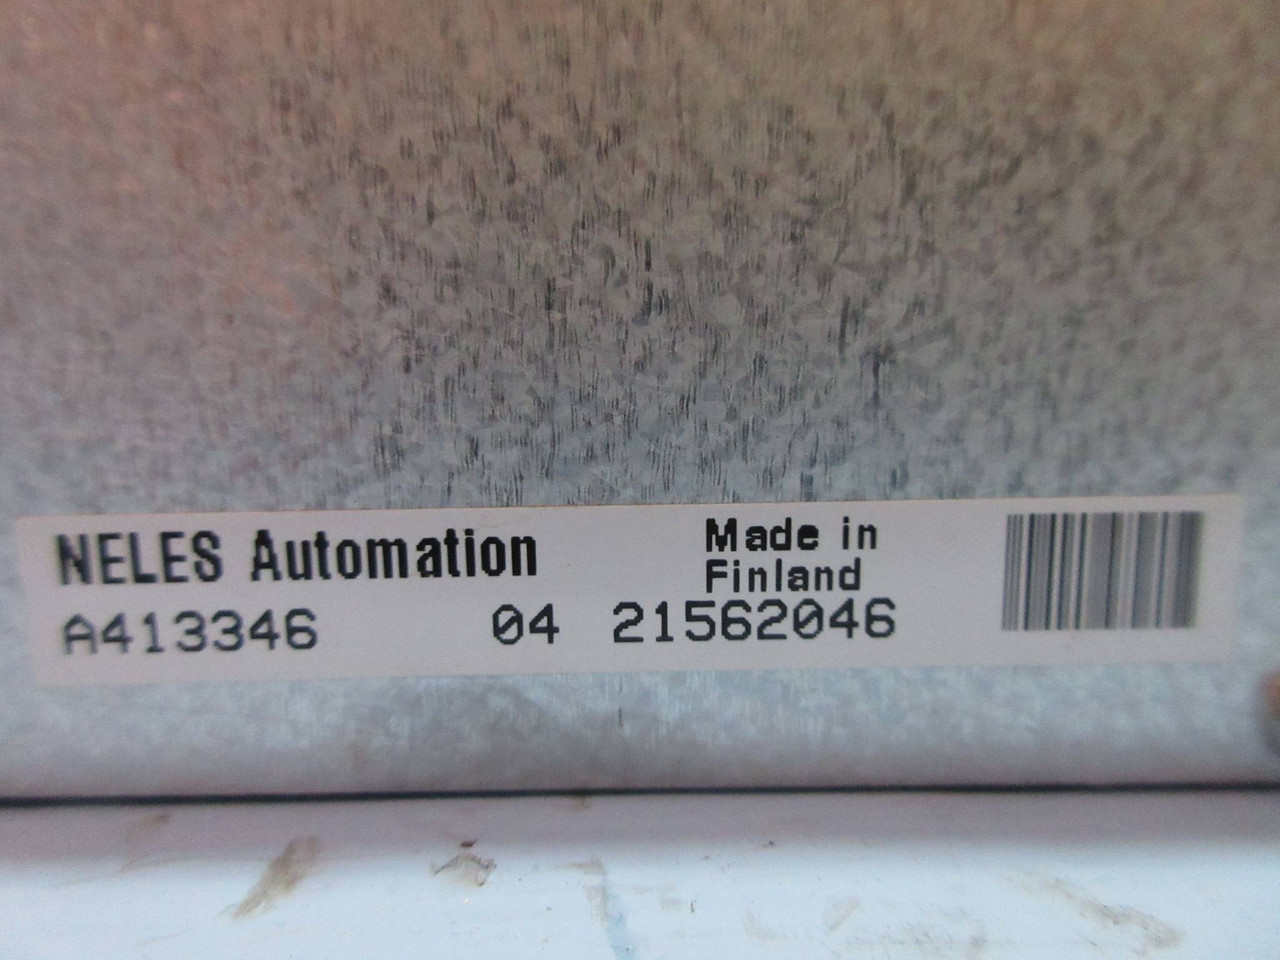 NELES Automation
Made in
Finland
A413346 04 21562046